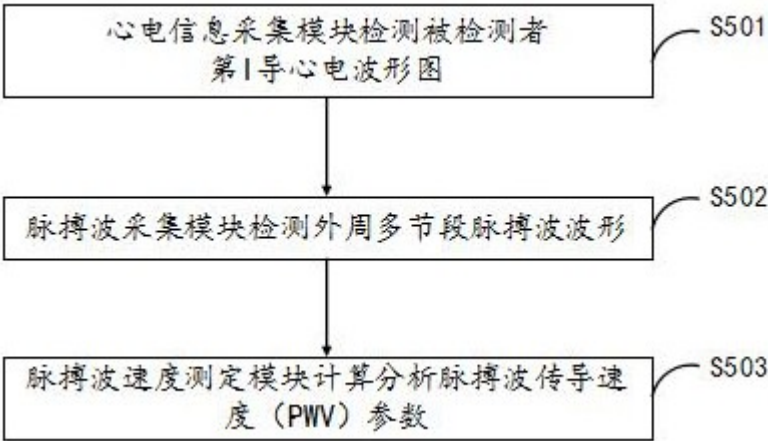 心电信息采集模块检测被检测者
第I导心电波形图
S501
脉搏波采集模块检测外周多节段脉搏波波形
S502
脉搏波速度测定模块计算分析脉搏波传导速
度（PWV）参数
S503